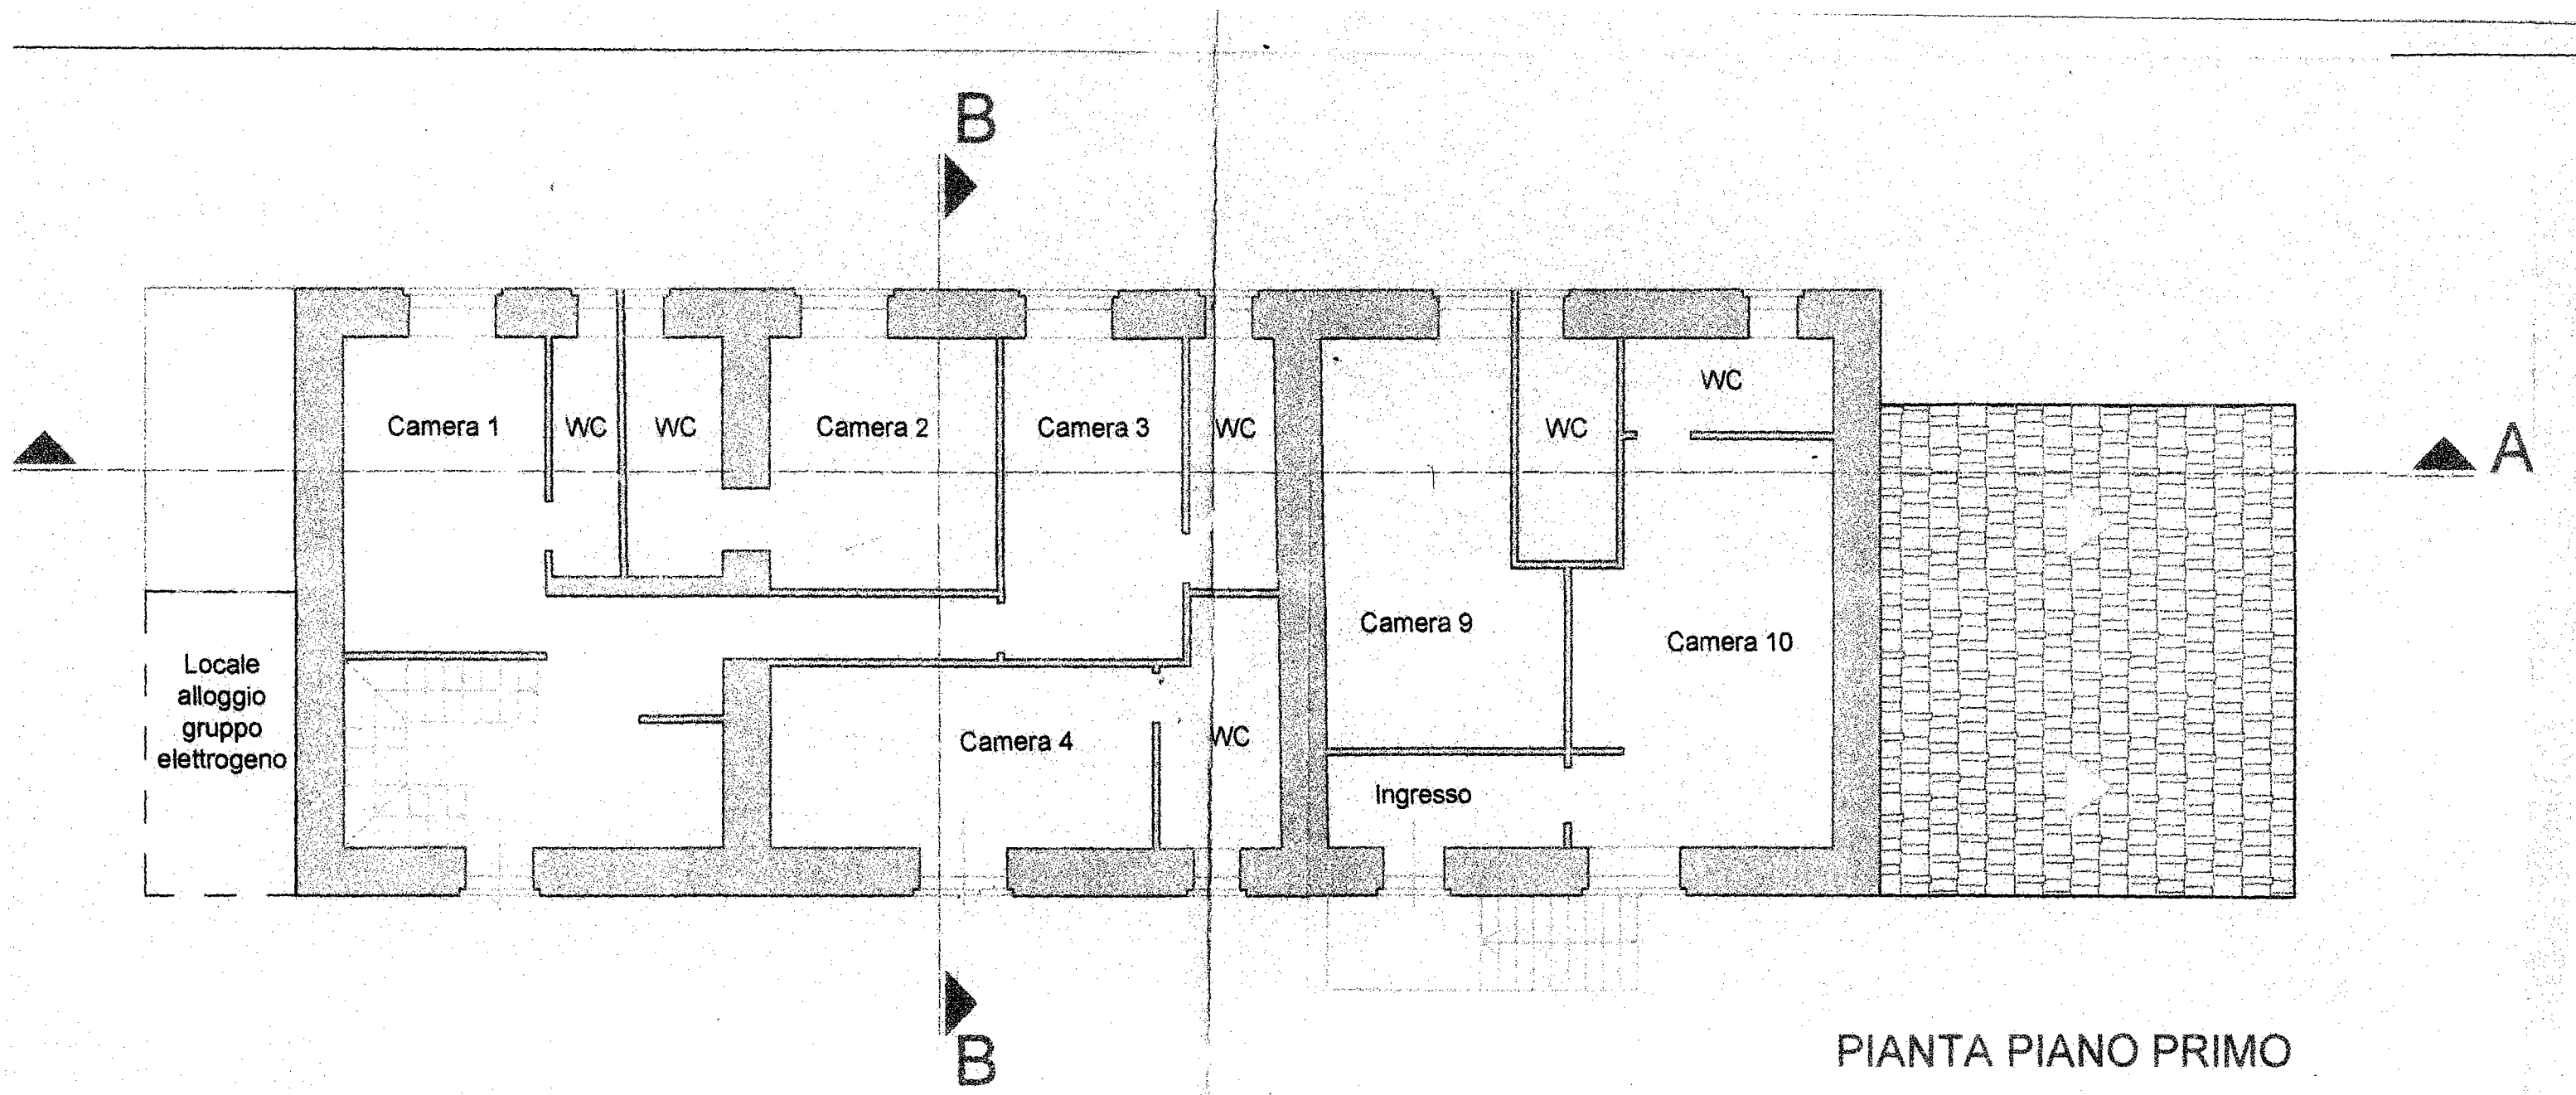 B
Camera 1
WC
WC
Camera 2
Camera 3
WC
WC
WC
A
Camera 9
Camera 10
Locale
alloggio
gruppo
elettrogeno
Camera 4
WC
Ingresso
B
PIANTA PIANO PRIMO